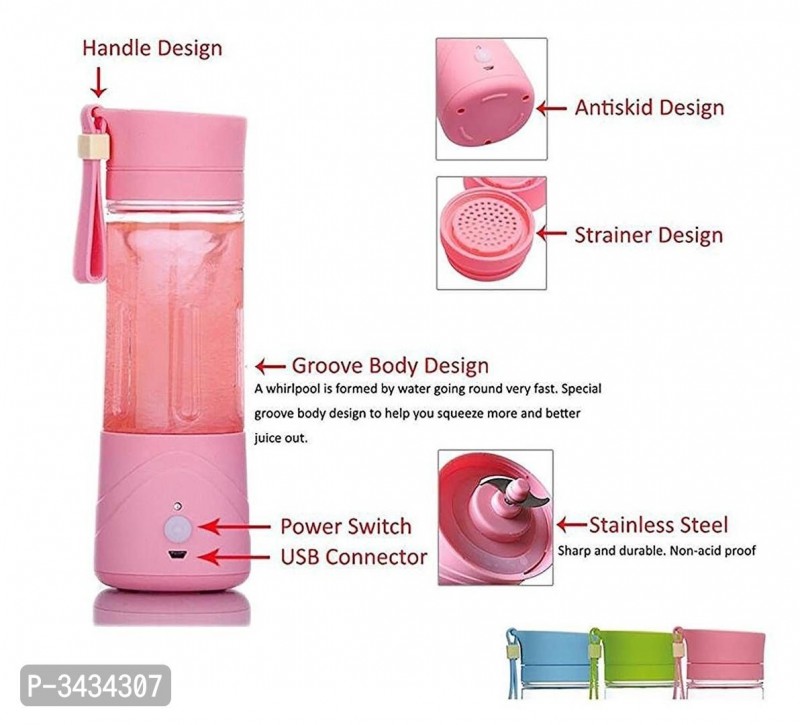 Handle Design
Antiskid Design
Strainer Design
Groove Body Design
A whirlpool is formed by water going round very fast. Special
groove body design to help you squeeze more and better
juice out.
Power Switch
USB Connector
Stainless Steel
Sharp and durable. Non-acid proof
P-3434307